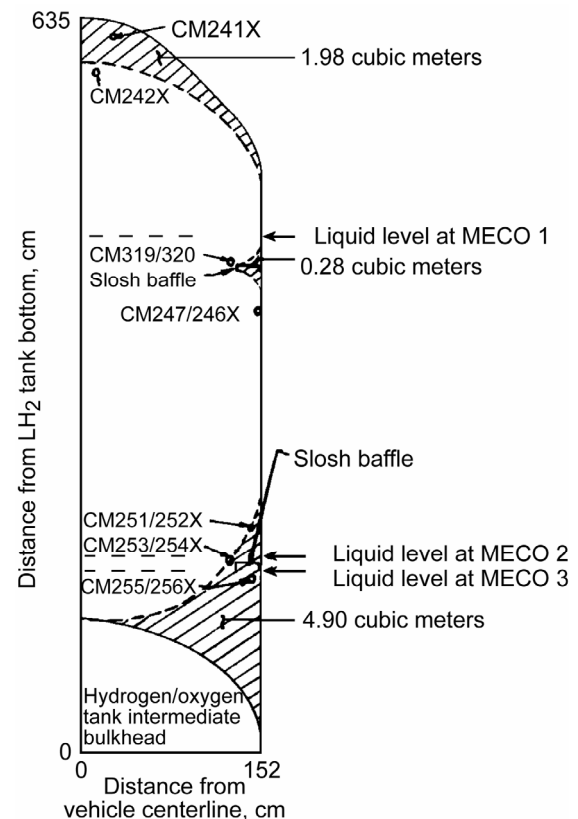 635
CM241X
1.98 cubic meters
CM242X
Liquid level at MECO 1
CM319/320
0.28 cubic meters
Slosh baffle
CM247/246X
Distance from LH2 tank bottom, cm
Slosh baffle
CM251/252X
CM253/254X
Liquid level at MECO 2
CM255/256X
Liquid level at MECO 3
4.90 cubic meters
Hydrogen/oxygen
tank intermediate
bulkhead
0
0
152
Distance from
vehicle centerline, cm